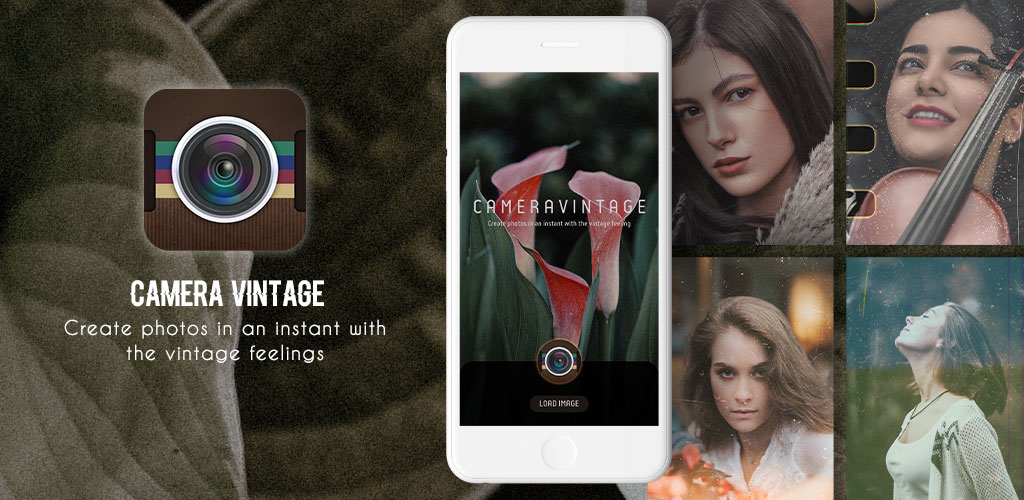 CAMERA VINTAGE
Create photos in an instant with
the vintage feelings
CAMERAVINTAGE
Create photos in an instant with the vintage feeling
LOAD IMAGE